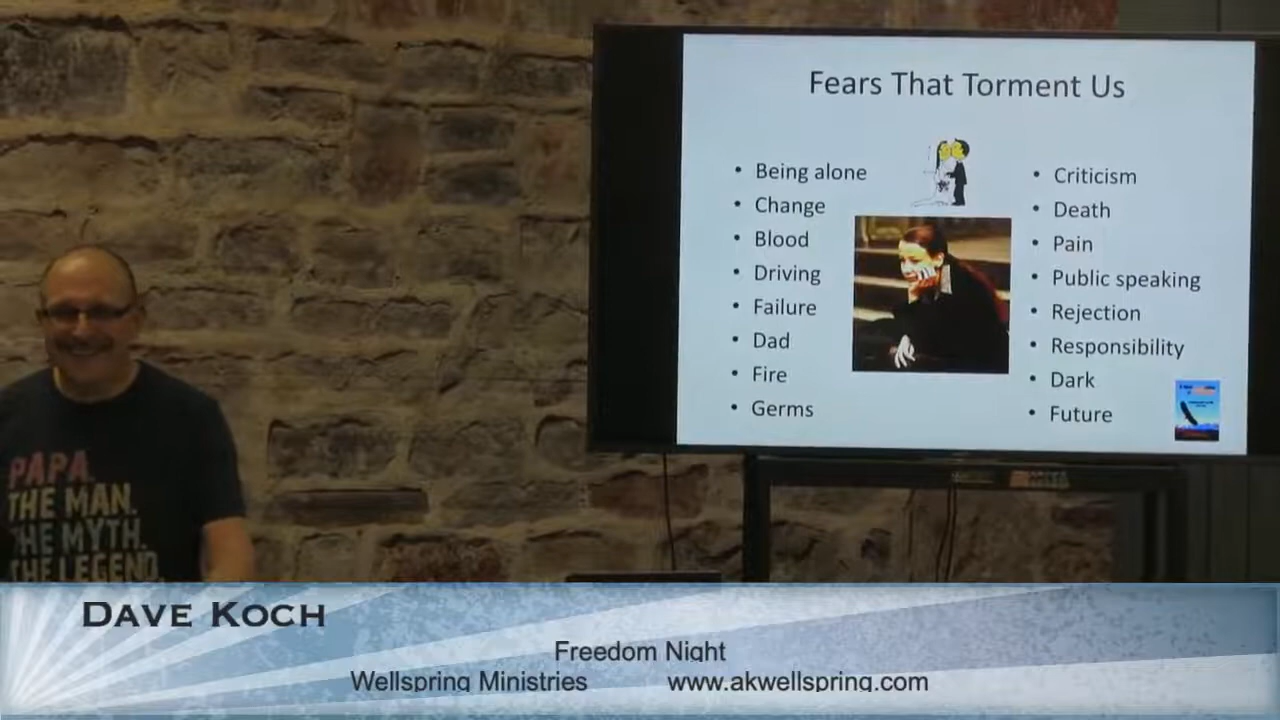 Fears That Torment Us
• Being alone
• Change
• Blood
• Driving
• Failure
• Dad
• Fire
• Germs
• Criticism
• Death
• Pain
• Public speaking
• Rejection
• Responsibility
• Dark
• Future
PAPA.
THE MAN.
THE MYTH.
THE LEGEND.
DAVE KOCH
Freedom Night
Wellspring Ministries www.akwellspring.com